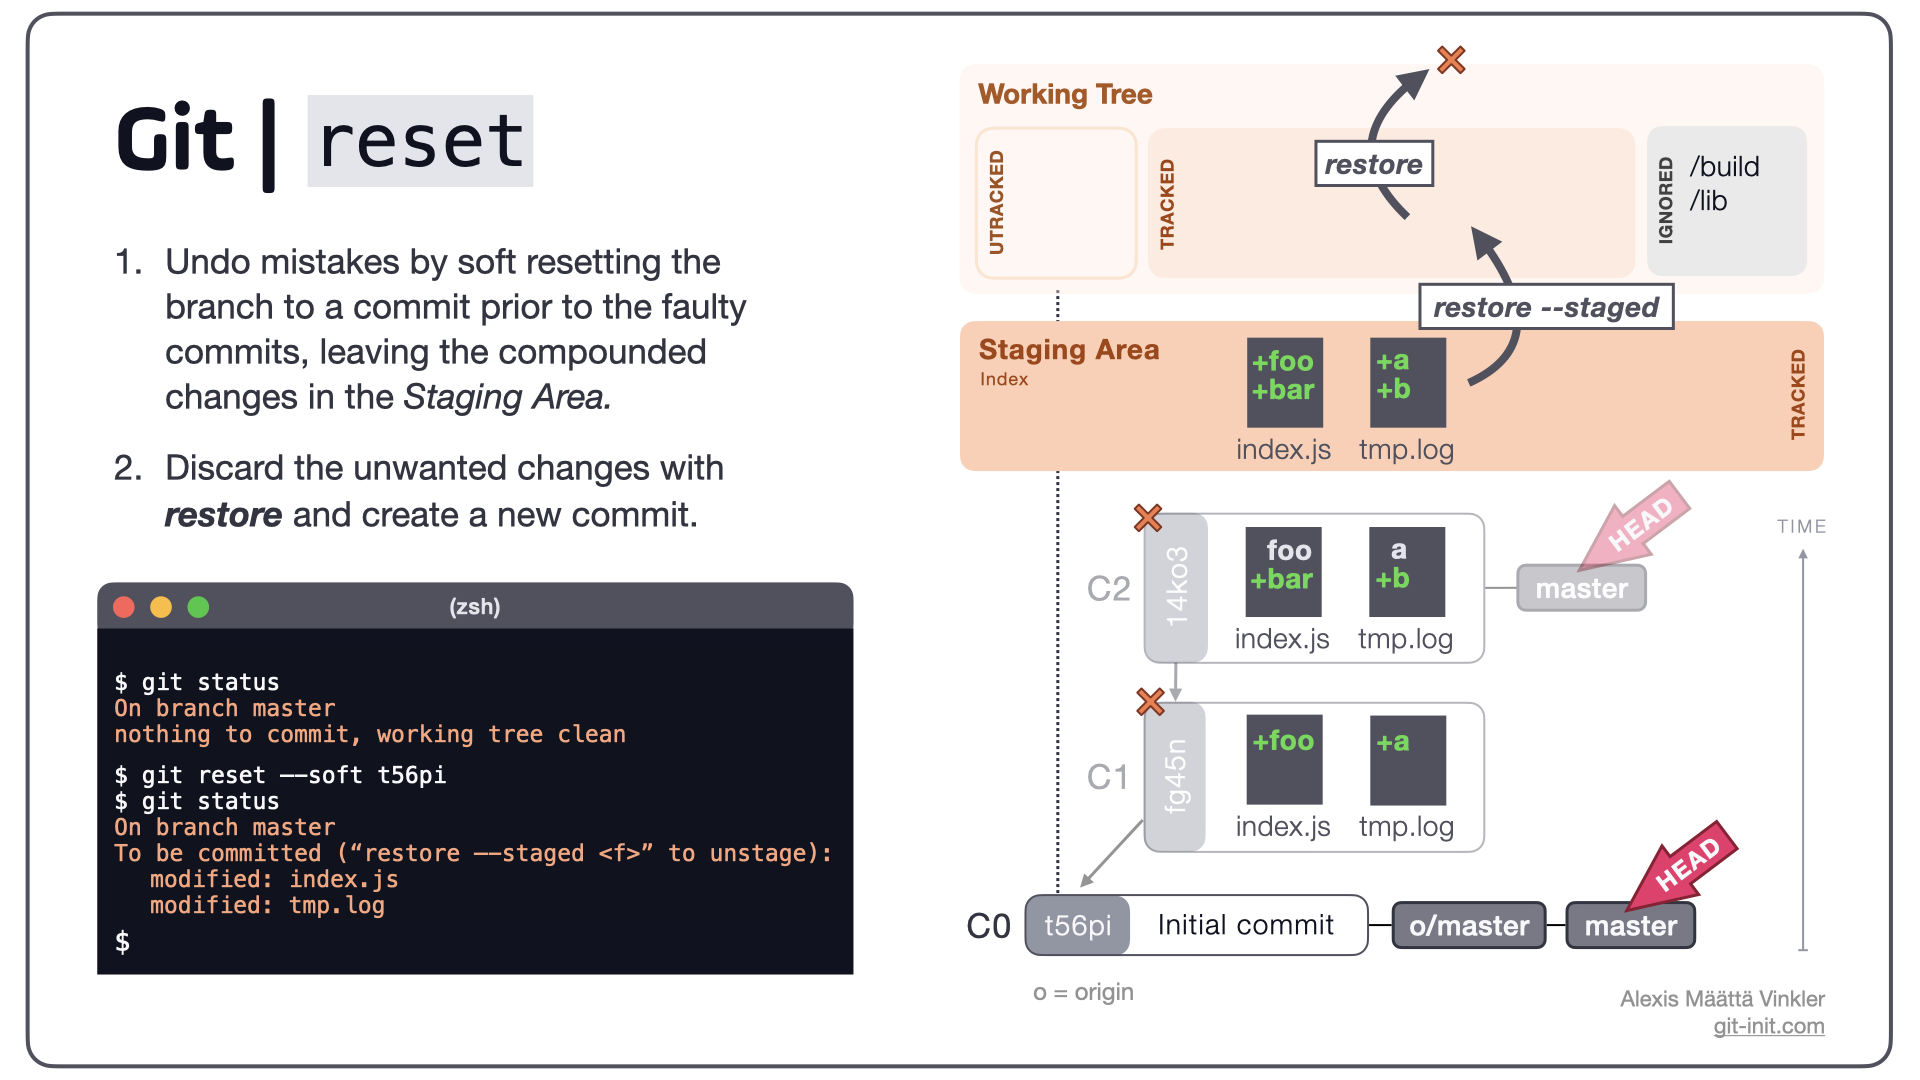 Git | reset
1. Undo mistakes by soft resetting the
branch to a commit prior to the faulty
commits, leaving the compounded
changes in the Staging Area.
2. Discard the unwanted changes with
restore and create a new commit.
(zsh)
$ git status
On branch master
nothing to commit, working tree clean
$ git reset --soft t56pi
$ git status
On branch master
To be committed (“restore --staged <f>” to unstage):
modified: index.js
modified: tmp.log
$
Working Tree
UTRACKED
TRACKED
restore
IGNORED
/build
/lib
restore --staged
Staging Area
Index
+foo
+bar
index.js
+a
+b
tmp.log
TRACKED
C2
14ko3
foo
+bar
index.js
a
+b
tmp.log
master
HEAD
TIME
C1
fg45n
+foo
index.js
+a
tmp.log
C0
t56pi
Initial commit
o/master
master
HEAD
o = origin
Alexis Määttä Vinkler
git-init.com